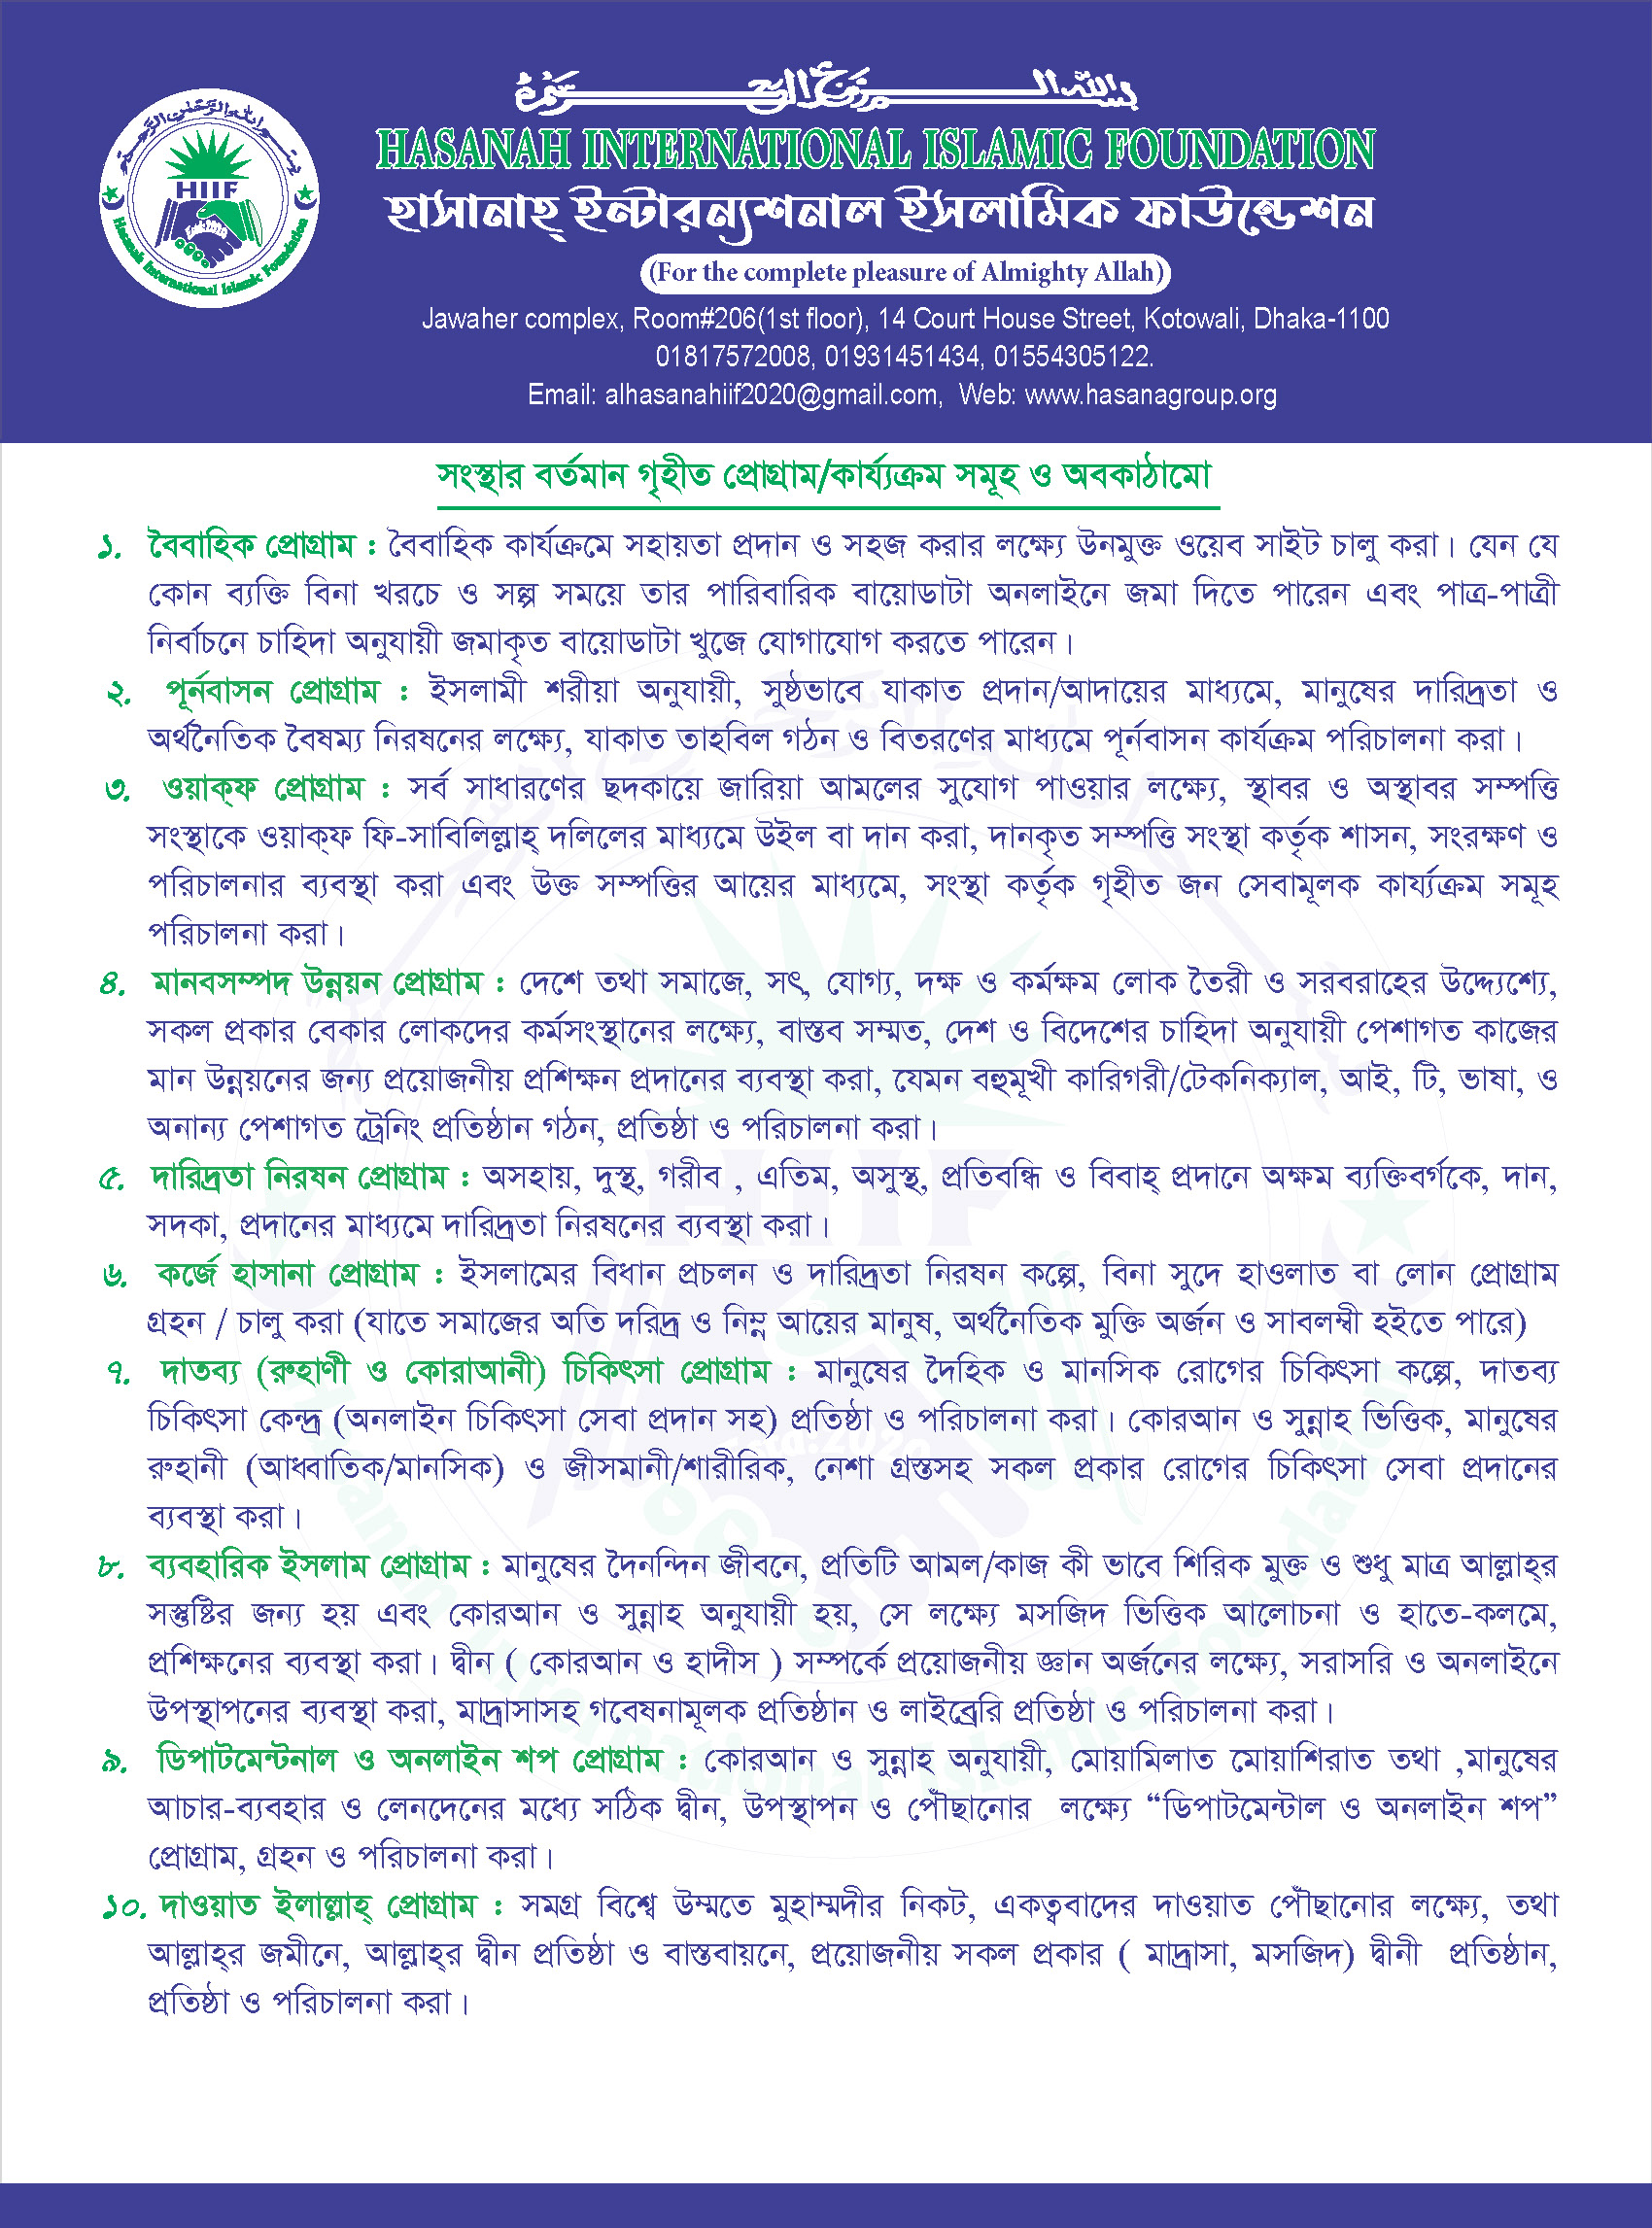 بسم الله الرحمن الرحيم
HASANAH INTERNATIONAL ISLAMIC FOUNDATION
হাসানাহ্ ইন্টারন্যাশনাল ইসলামিক ফাউন্ডেশন
(For the complete pleasure of Almighty Allah)
Jawaher complex, Room#206(1st floor), 14 Court House Street, Kotowali, Dhaka-1100
01817572008, 01931451434, 01554305122.
Email: alhasanahiif2020@gmail.com, Web: www.hasanagroup.org
بسم الله الرحمن الرحيم
HIIF
Estd:2020
Hasanah International Islamic Foundation
সংস্থার বর্তমান গৃহীত প্রোগ্রাম/কার্য্যক্রম সমূহ ও অবকাঠামো
১. বৈবাহিক প্রোগ্রাম : বৈবাহিক কার্যক্রমে সহায়তা প্রদান ও সহজ করার লক্ষ্যে উনমুক্ত ওয়েব সাইট চালু করা। যেন যে
কোন ব্যক্তি বিনা খরচে ও সল্প সময়ে তার পারিবারিক বায়োডাটা অনলাইনে জমা দিতে পারেন এবং পাত্র-পাত্রী
নির্বাচনে চাহিদা অনুযায়ী জমাকৃত বায়োডাটা খুজে যোগাযোগ করতে পারেন।
২. পূর্নবাসন প্রোগ্রাম : ইসলামী শরীয়া অনুযায়ী, সুষ্ঠভাবে যাকাত প্রদান/আদায়ের মাধ্যমে, মানুষের দারিদ্রতা ও
অর্থনৈতিক বৈষম্য নিরষনের লক্ষ্যে, যাকাত তাহবিল গঠন ও বিতরণের মাধ্যমে পূর্নবাসন কার্যক্রম পরিচালনা করা।
৩. ওয়াক্ফ প্রোগ্রাম : সর্ব সাধারণের ছদকায়ে জারিয়া আমলের সুযোগ পাওয়ার লক্ষ্যে, স্থাবর ও অস্থাবর সম্পত্তি
সংস্থাকে ওয়াক্ফ ফি-সাবিলিল্লাহ্ দলিলের মাধ্যমে উইল বা দান করা, দানকৃত সম্পত্তি সংস্থা কর্তৃক শাসন, সংরক্ষণ ও
পরিচালনার ব্যবস্থা করা এবং উক্ত সম্পত্তির আয়ের মাধ্যমে, সংস্থা কর্তৃক গৃহীত জন সেবামূলক কার্য্যক্রম সমূহ
পরিচালনা করা।
৪. মানবসম্পদ উন্নয়ন প্রোগ্রাম : দেশে তথা সমাজে, সৎ, যোগ্য, দক্ষ ও কর্মক্ষম লোক তৈরী ও সরবরাহের উদ্দ্যেশ্যে,
সকল প্রকার বেকার লোকদের কর্মসংস্থানের লক্ষ্যে, বাস্তব সম্মত, দেশ ও বিদেশের চাহিদা অনুযায়ী পেশাগত কাজের
মান উন্নয়নের জন্য প্রয়োজনীয় প্রশিক্ষন প্রদানের ব্যবস্থা করা, যেমন বহুমূখী কারিগরী/টেকনিক্যাল, আই, টি, ভাষা, ও
অনান্য পেশাগত ট্রেনিং প্রতিষ্ঠান গঠন, প্রতিষ্ঠা ও পরিচালনা করা।
৫. দারিদ্রতা নিরষন প্রোগ্রাম : অসহায়, দুস্থ, গরীব , এতিম, অসুস্থ, প্রতিবন্ধি ও বিবাহ্ প্রদানে অক্ষম ব্যক্তিবর্গকে, দান,
সদকা, প্রদানের মাধ্যমে দারিদ্রতা নিরষনের ব্যবস্থা করা।
৬. কর্জে হাসানা প্রোগ্রাম : ইসলামের বিধান প্রচলন ও দারিদ্রতা নিরষন কল্পে, বিনা সুদে হাওলাত বা লোন প্রোগ্রাম
গ্রহন / চালু করা (যাতে সমাজের অতি দরিদ্র ও নিম্ন আয়ের মানুষ, অর্থনৈতিক মুক্তি অর্জন ও সাবলম্বী হইতে পারে)
৭. দাতব্য (রুহাণী ও কোরাআনী) চিকিৎসা প্রোগ্রাম : মানুষের দৈহিক ও মানসিক রোগের চিকিৎসা কল্পে, দাতব্য
চিকিৎসা কেন্দ্র (অনলাইন চিকিৎসা সেবা প্রদান সহ) প্রতিষ্ঠা ও পরিচালনা করা। কোরআন ও সুন্নাহ ভিত্তিক, মানুষের
রুহানী (আধ্বাতিক/মানসিক) ও জীসমানী/শারীরিক, নেশা গ্রস্তসহ সকল প্রকার রোগের চিকিৎসা সেবা প্রদানের
ব্যবস্থা করা।
৮. ব্যবহারিক ইসলাম প্রোগ্রাম : মানুষের দৈনন্দিন জীবনে, প্রতিটি আমল/কাজ কী ভাবে শিরিক মুক্ত ও শুধু মাত্র আল্লাহ্‌র
সন্তুষ্টির জন্য হয় এবং কোরআন ও সুন্নাহ অনুযায়ী হয়, সে লক্ষ্যে মসজিদ ভিত্তিক আলোচনা ও হাতে-কলমে,
প্রশিক্ষনের ব্যবস্থা করা। দ্বীন ( কোরআন ও হাদীস ) সম্পর্কে প্রয়োজনীয় জ্ঞান অর্জনের লক্ষ্যে, সরাসরি ও অনলাইনে
উপস্থাপনের ব্যবস্থা করা, মাদ্রাসাসহ গবেষনামূলক প্রতিষ্ঠান ও লাইব্রেরি প্রতিষ্ঠা ও পরিচালনা করা।
৯. ডিপাটমেন্টনাল ও অনলাইন শপ প্রোগ্রাম : কোরআন ও সুন্নাহ অনুযায়ী, মোয়ামিলাত মোয়াশিরাত তথা ,মানুষের
আচার-ব্যবহার ও লেনদেনের মধ্যে সঠিক দ্বীন, উপস্থাপন ও পৌঁছানোর লক্ষ্যে “ডিপাটমেন্টাল ও অনলাইন শপ”
প্রোগ্রাম, গ্রহন ও পরিচালনা করা।
১০. দাওয়াত ইলাল্লাহ্ প্রোগ্রাম : সমগ্র বিশ্বে উম্মতে মুহাম্মদীর নিকট, একত্ববাদের দাওয়াত পৌঁছানোর লক্ষ্যে, তথা
আল্লাহ্‌র জমীনে, আল্লাহ্‌র দ্বীন প্রতিষ্ঠা ও বাস্তবায়নে, প্রয়োজনীয় সকল প্রকার ( মাদ্রাসা, মসজিদ) দ্বীনী প্রতিষ্ঠান,
প্রতিষ্ঠা ও পরিচালনা করা।